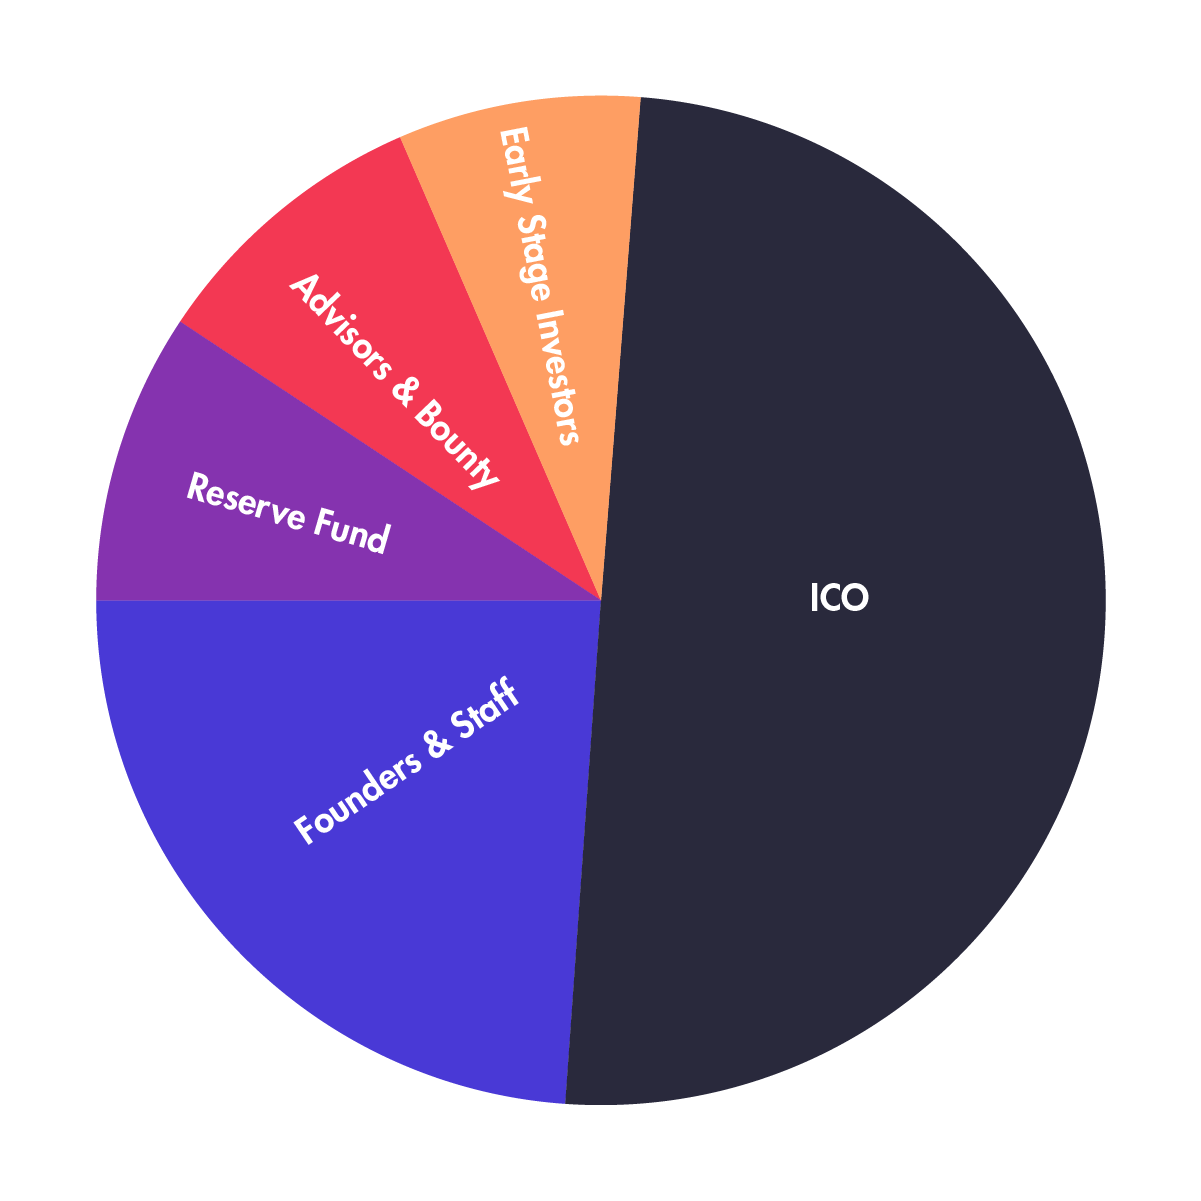 Early Stage Investors
Advisors & Bounty
Reserve Fund
ICO
Founders & Staff